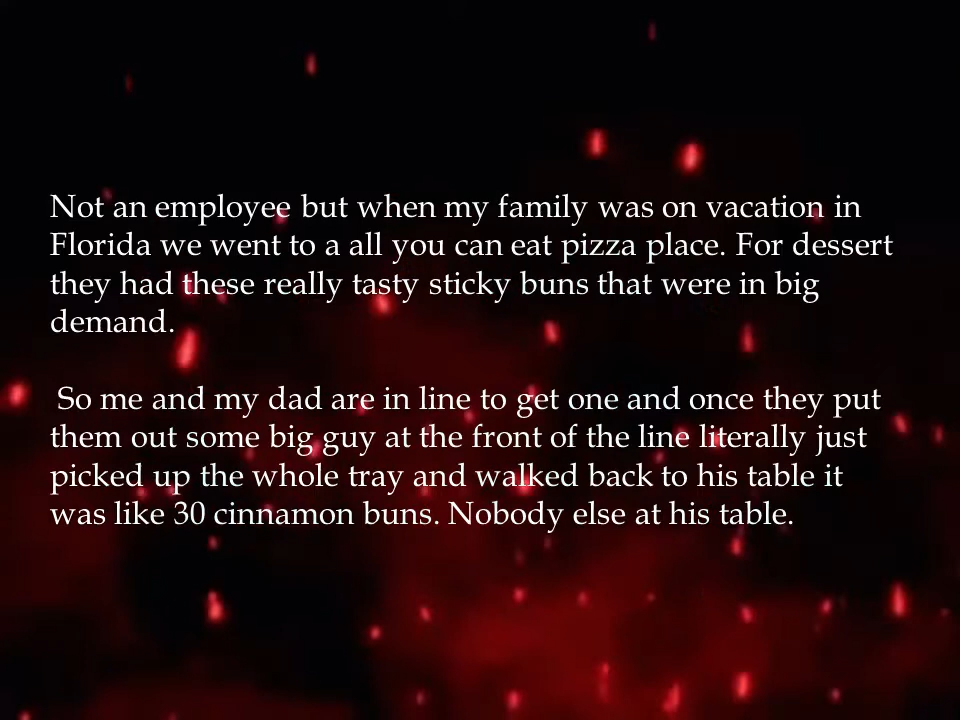 Not an employee but when my family was on vacation in
Florida we went to a all you can eat pizza place. For dessert
they had these really tasty sticky buns that were in big
demand.
So me and my dad are in line to get one and once they put
them out some big guy at the front of the line literally just
picked up the whole tray and walked back to his table it
was like 30 cinnamon buns. Nobody else at his table.